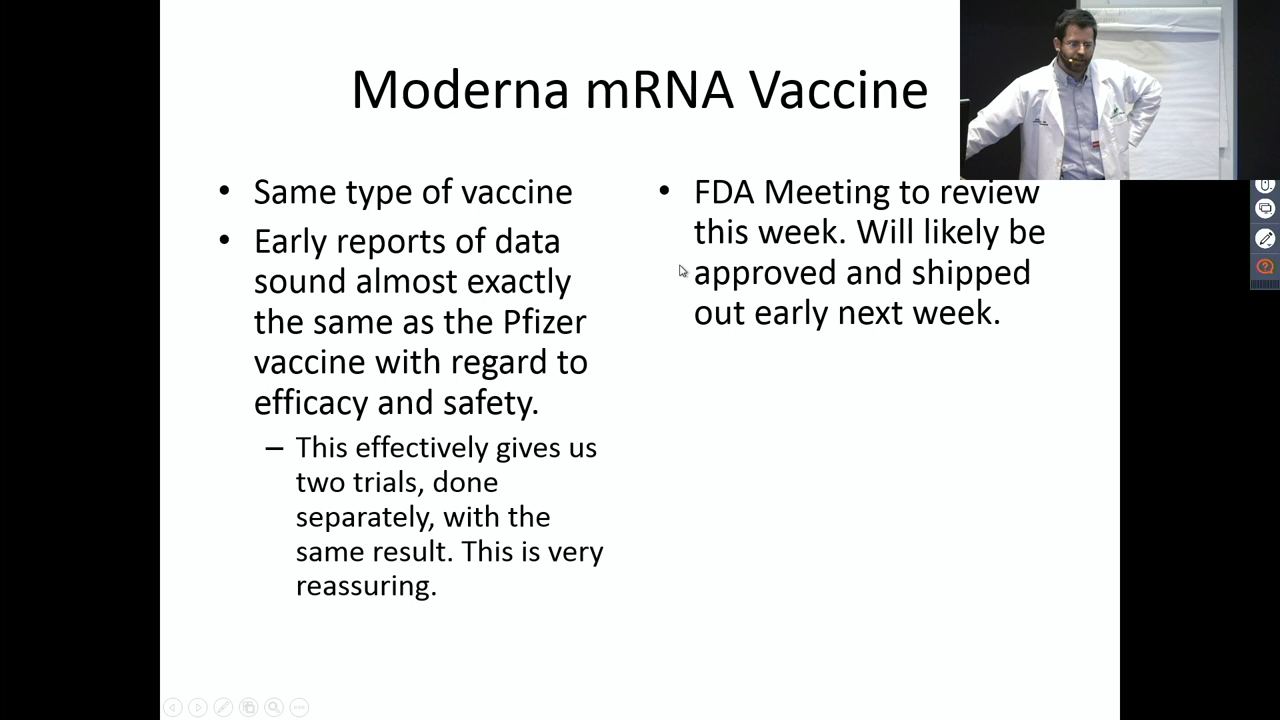 Moderna mRNA Vaccine
• Same type of vaccine
• Early reports of data
sound almost exactly
the same as the Pfizer
vaccine with regard to
efficacy and safety.
– This effectively gives us
two trials, done
separately, with the
same result. This is very
reassuring.
• FDA Meeting to review
this week. Will likely be
approved and shipped
out early next week.